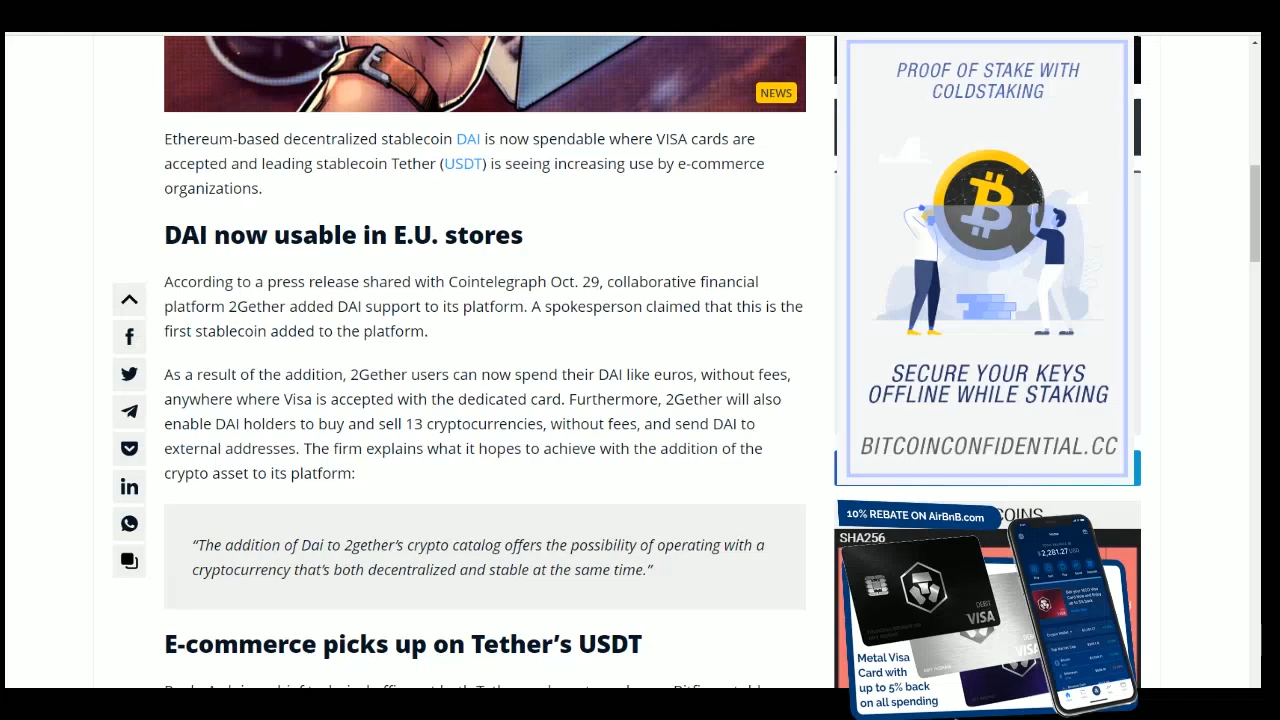 NEWS
Ethereum-based decentralized stablecoin DAI is now spendable where VISA cards are
accepted and leading stablecoin Tether (USDT) is seeing increasing use by e-commerce
organizations.
DAI now usable in E.U. stores
According to a press release shared with Cointelegraph Oct. 29, collaborative financial
platform 2Gether added DAI support to its platform. A spokesperson claimed that this is the
first stablecoin added to the platform.
As a result of the addition, 2Gether users can now spend their DAI like euros, without fees,
anywhere where Visa is accepted with the dedicated card. Furthermore, 2Gether will also
enable DAI holders to buy and sell 13 cryptocurrencies, without fees, and send DAI to
external addresses. The firm explains what it hopes to achieve with the addition of the
crypto asset to its platform:
“The addition of Dai to 2gether’s crypto catalog offers the possibility of operating with a
cryptocurrency that’s both decentralized and stable at the same time.”
E-commerce picks up on Tether’s USDT
PROOF OF STAKE WITH
COLDSTAKING
SECURE YOUR KEYS
OFFLINE WHILE STAKING
BITCOINCONFIDENTIAL.CC
10% REBATE ON AirBnB.com
COINS
SHA256
DEBIT
VISA
$2,281.27 USD
Metal Visa
Card with
up to 5% back
on all spending